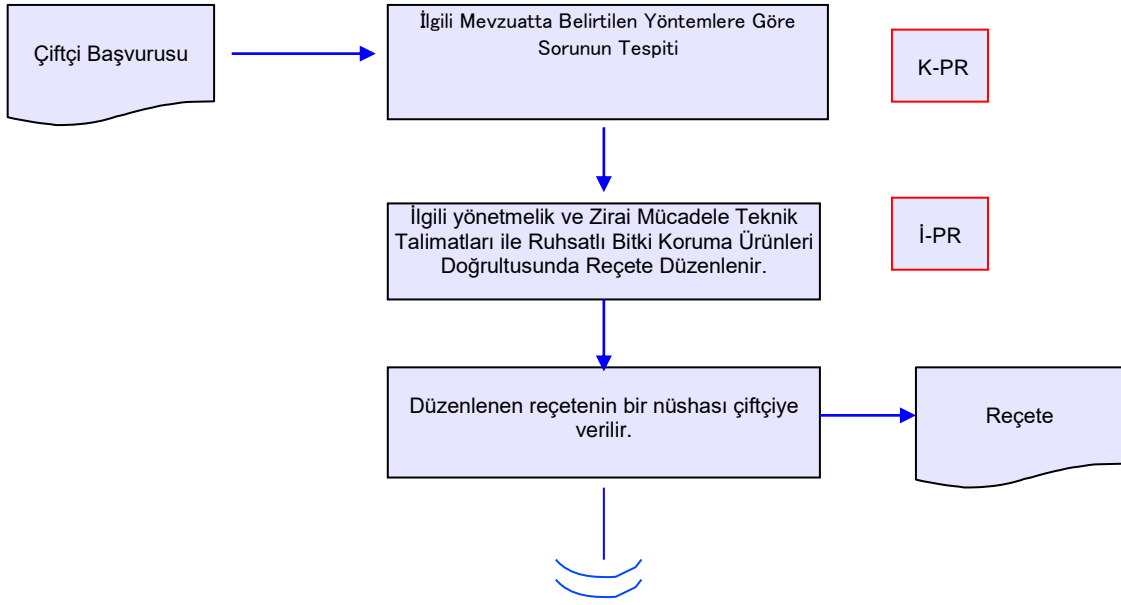 Çiftçi Başvurusu
İlgili Mevzuatta Belirtilen Yöntemlere Göre
Sorunun Tespiti
K-PR
İlgili yönetmelik ve Zirai Mücadele Teknik
Talimatları ile Ruhsatlı Bitki Koruma Ürünleri
Doğrultusunda Reçete Düzenlenir.
İ-PR
Düzenlenen reçetenin bir nüshası çiftçiye
verilir.
Reçete